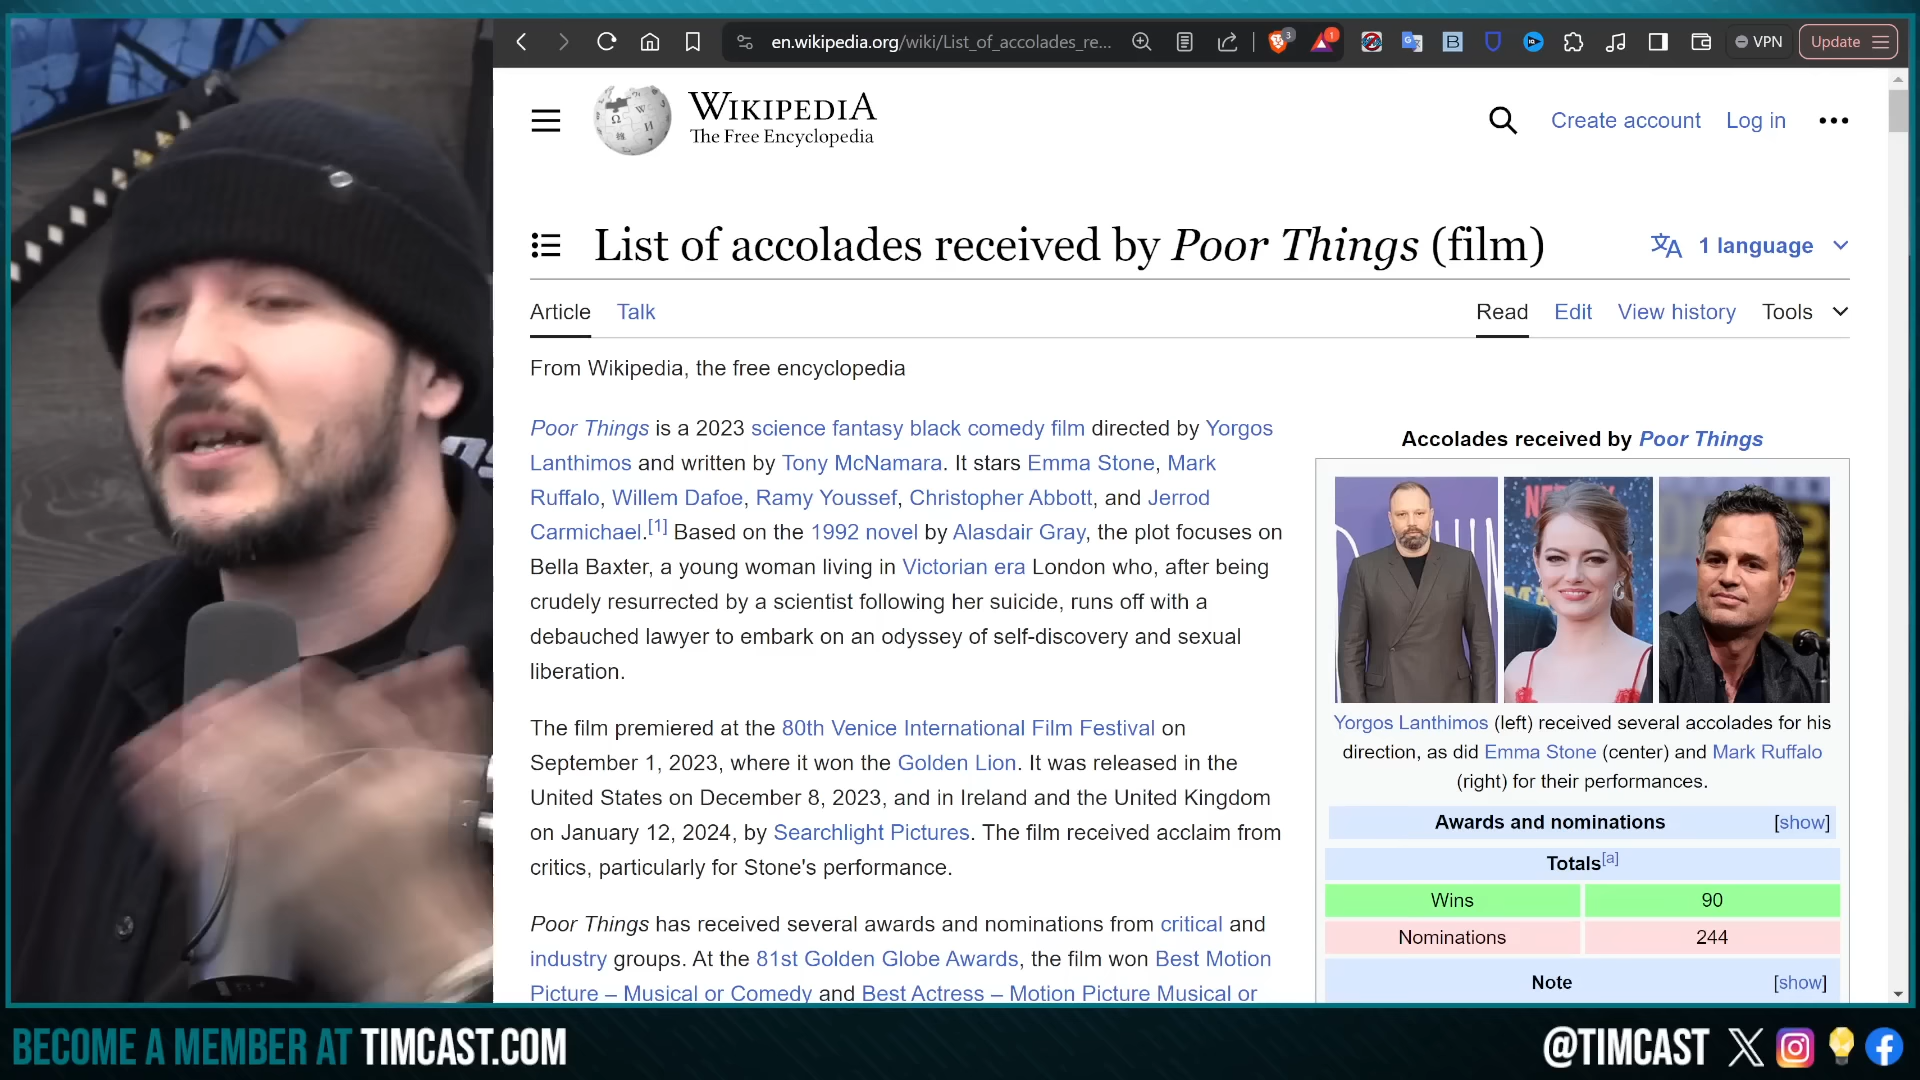 en.wikipedia.org/wiki/List_of_accolades_re...
3
1
VPN
Update
WIKIPEDIA
The Free Encyclopedia
Create account
Log in
List of accolades received by Poor Things (film)
1 language
Article
Talk
Read
Edit
View history
Tools
From Wikipedia, the free encyclopedia
Poor Things is a 2023 science fantasy black comedy film directed by Yorgos
Lanthimos and written by Tony McNamara. It stars Emma Stone, Mark
Ruffalo, Willem Dafoe, Ramy Youssef, Christopher Abbott, and Jerrod
Carmichael.[1] Based on the 1992 novel by Alasdair Gray, the plot focuses on
Bella Baxter, a young woman living in Victorian era London who, after being
crudely resurrected by a scientist following her suicide, runs off with a
debauched lawyer to embark on an odyssey of self-discovery and sexual
liberation.
The film premiered at the 80th Venice International Film Festival on
September 1, 2023, where it won the Golden Lion. It was released in the
United States on December 8, 2023, and in Ireland and the United Kingdom
on January 12, 2024, by Searchlight Pictures. The film received acclaim from
critics, particularly for Stone's performance.
Poor Things has received several awards and nominations from critical and
industry groups. At the 81st Golden Globe Awards, the film won Best Motion
Picture – Musical or Comedy and Best Actress – Motion Picture Musical or
Accolades received by Poor Things
Yorgos Lanthimos (left) received several accolades for his
direction, as did Emma Stone (center) and Mark Ruffalo
(right) for their performances.
Awards and nominations [show]
Totals[a]
Wins 90
Nominations 244
Note [show]
BECOME A MEMBER AT TIMCAST.COM
@TIMCAST